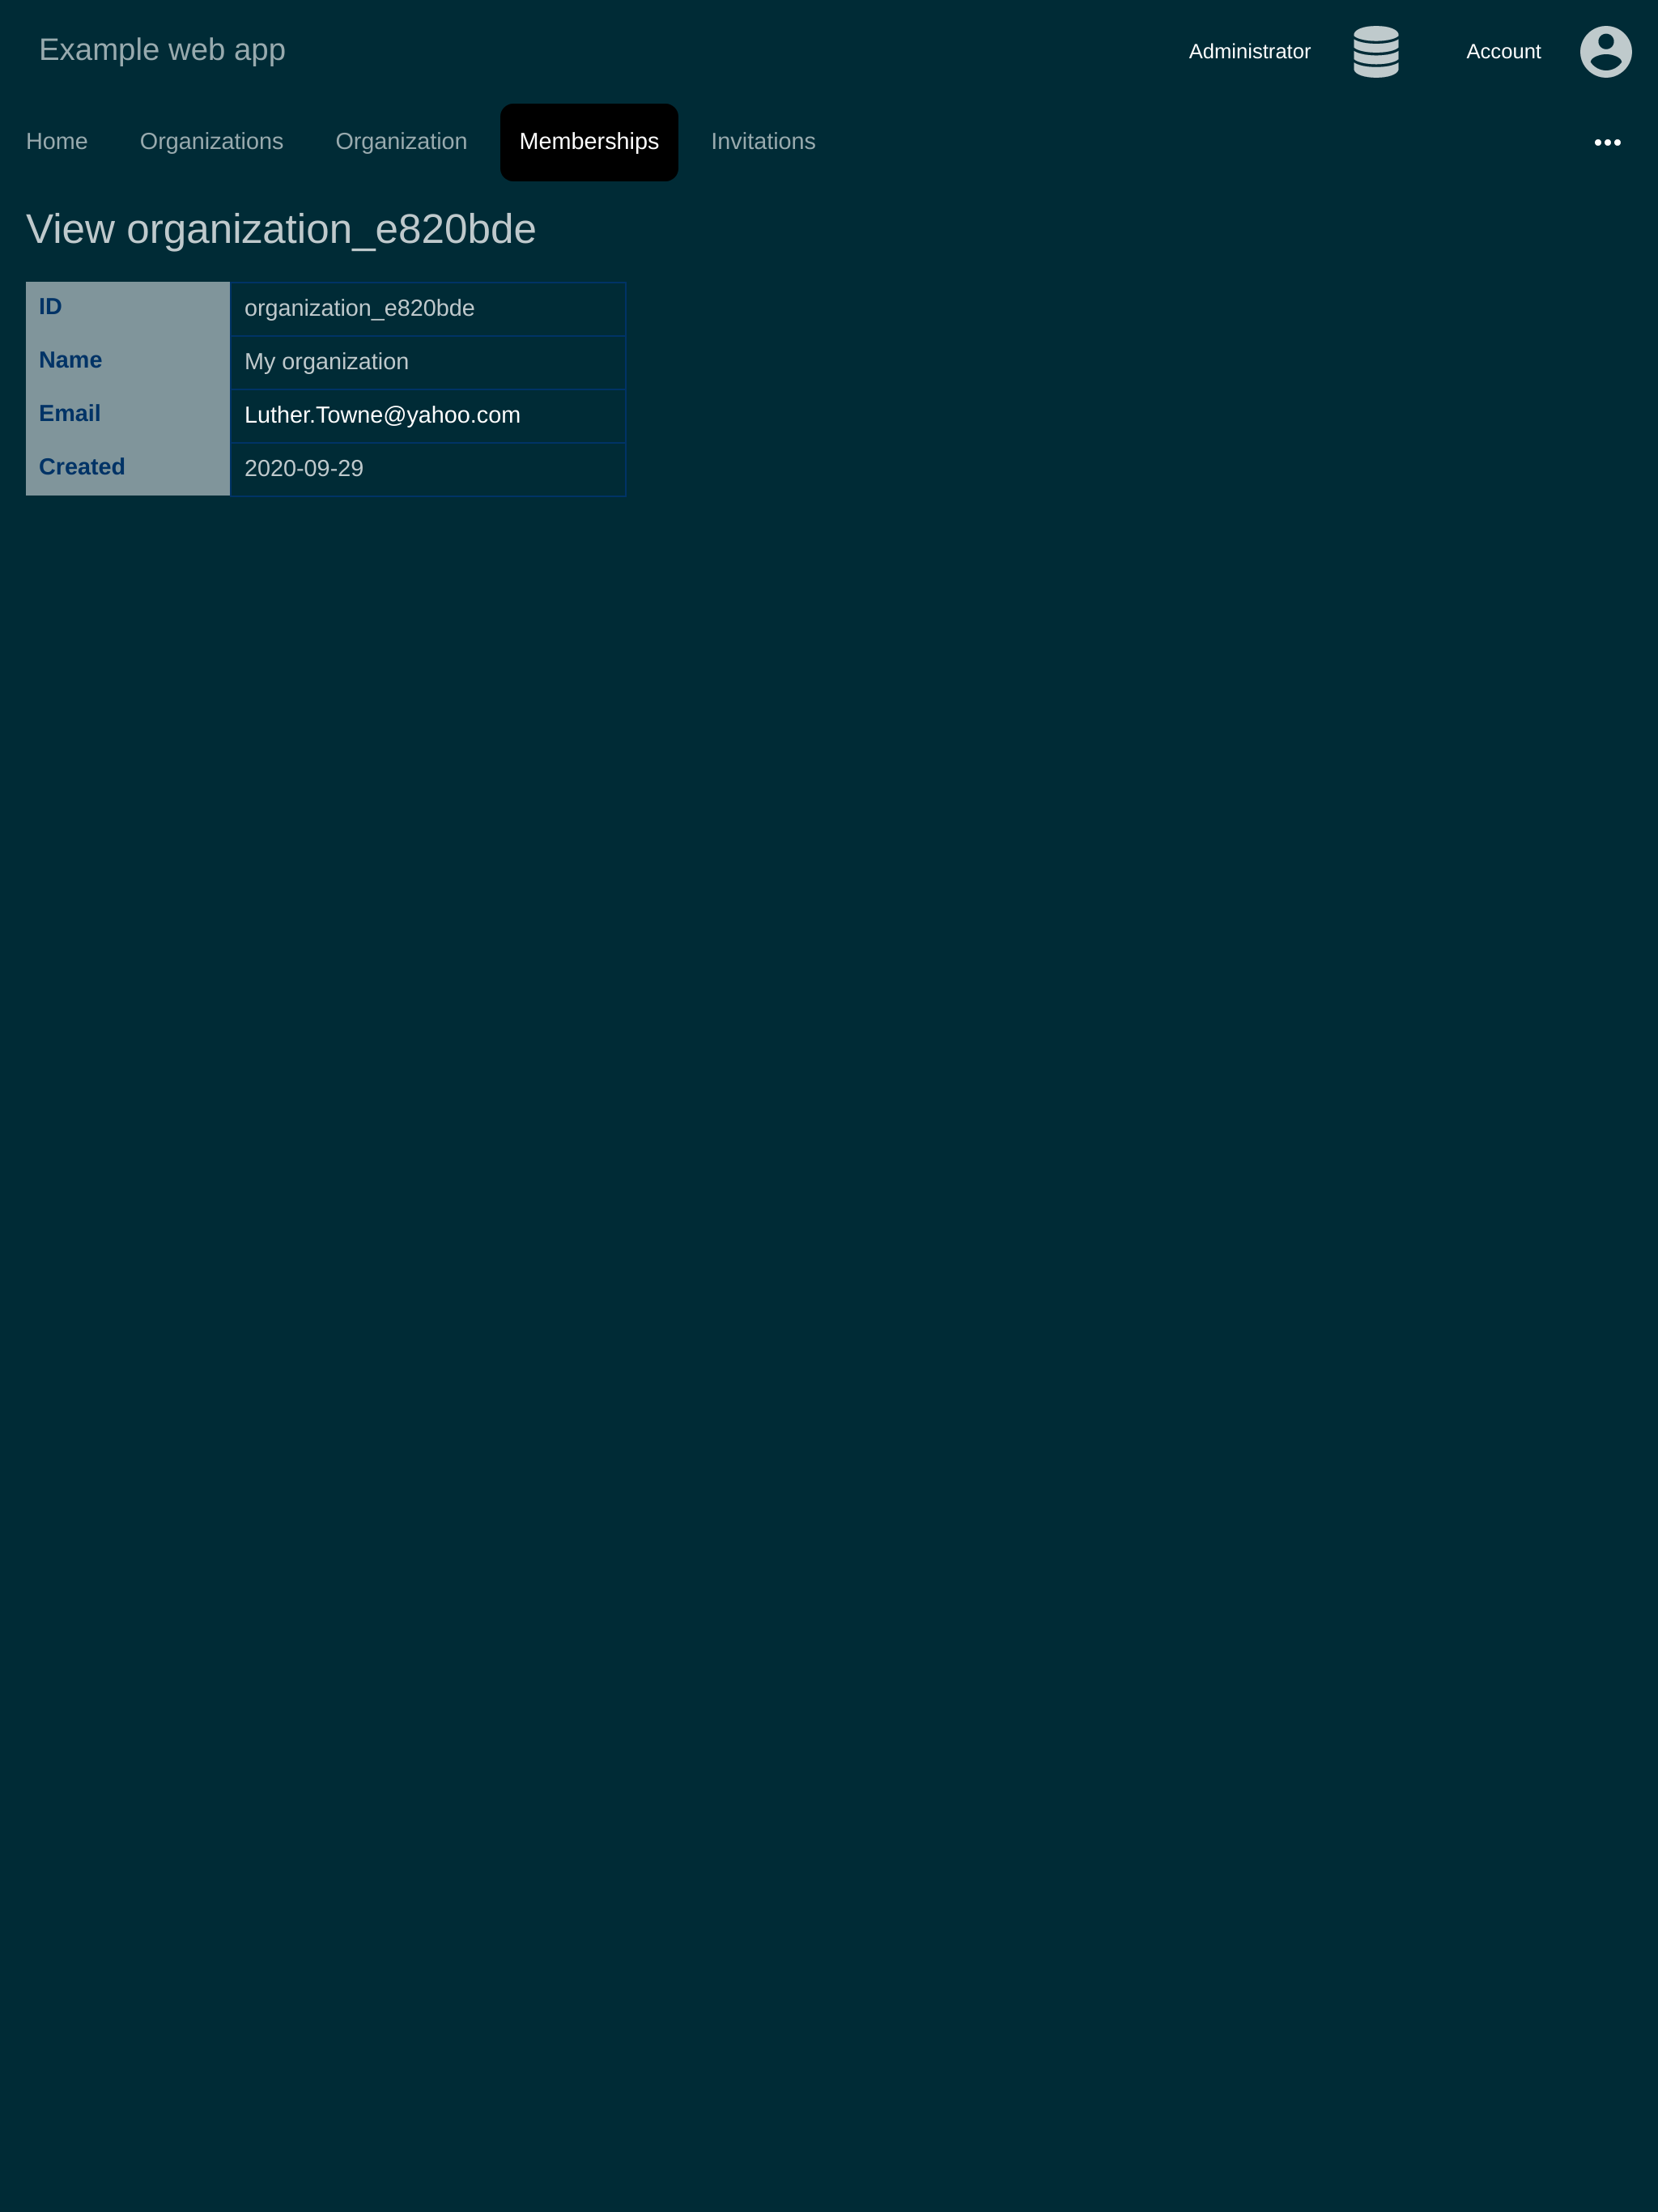 Example web app
Administrator
Account
Home
Organizations
Organization
Memberships
Invitations
•••
View organization_e820bde
ID organization_e820bde
Name My organization
Email Luther.Towne@yahoo.com
Created 2020-09-29